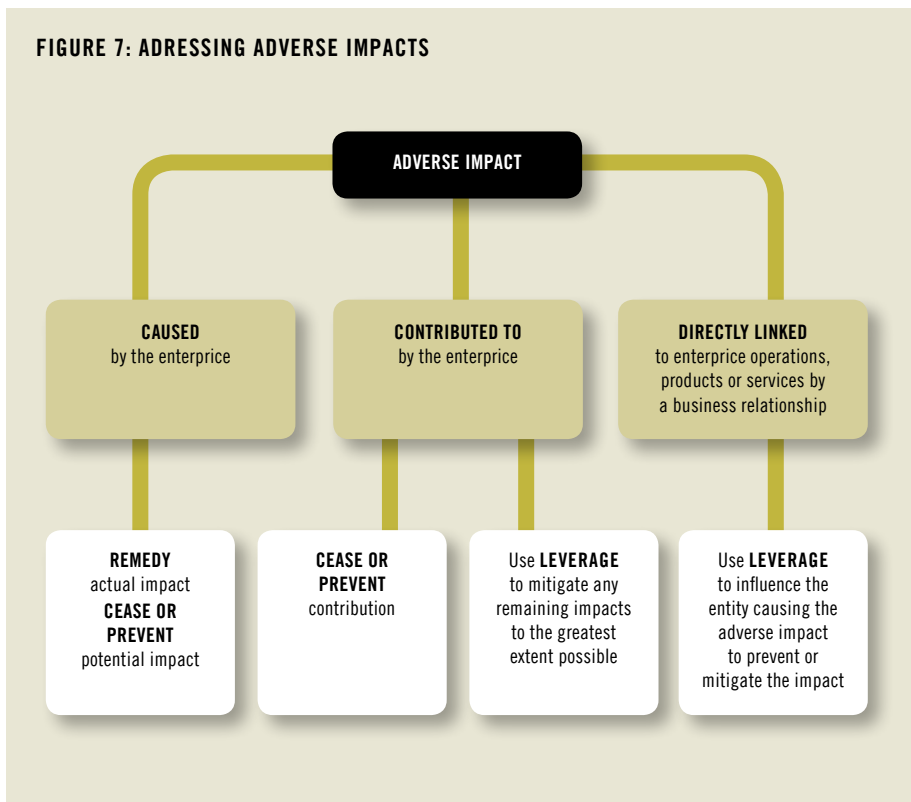 FIGURE 7: ADRESSING ADVERSE IMPACTS
ADVERSE IMPACT
CAUSED
by the enterprice
CONTRIBUTED TO
by the enterprice
DIRECTLY LINKED
to enterprice operations,
products or services by
a business relationship
REMEDY
actual impact
CEASE OR
PREVENT
potential impact
CEASE OR
PREVENT
contribution
Use LEVERAGE
to mitigate any
remaining impacts
to the greatest
extent possible
Use LEVERAGE
to influence the
entity causing the
adverse impact
to prevent or
mitigate the impact